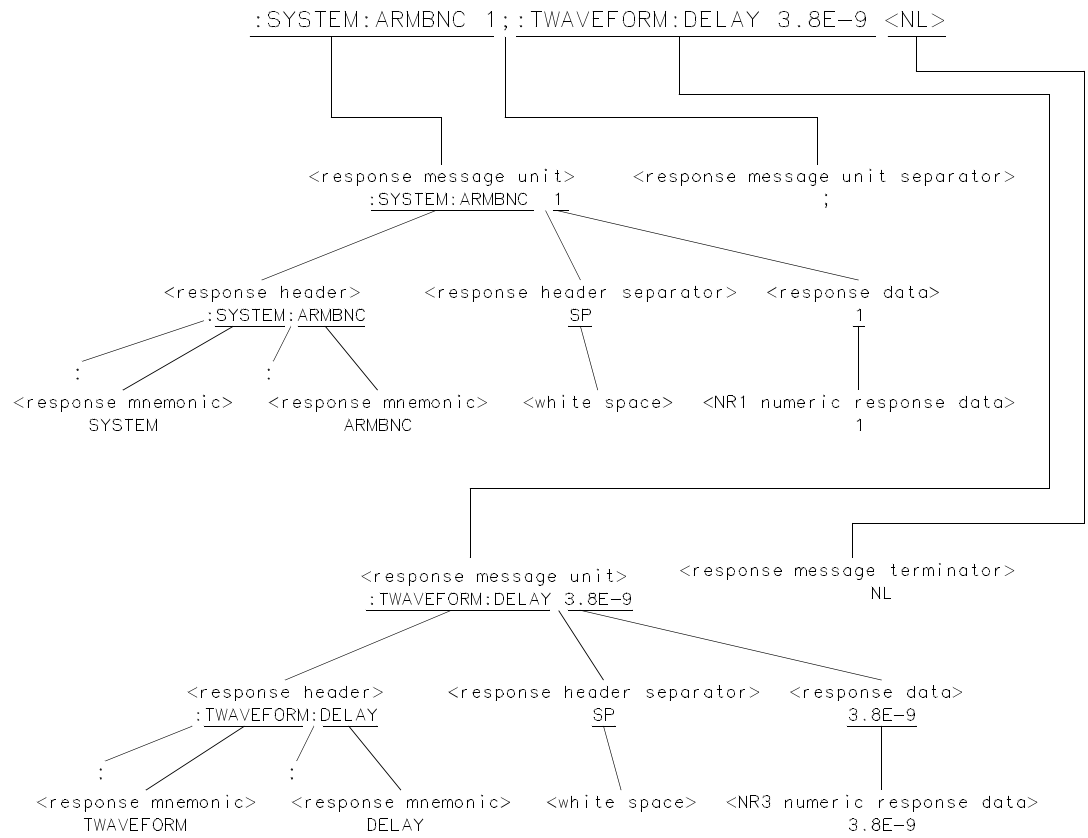 :SYSTEM:ARMBNC 1;:TWAVEFORM:DELAY 3.8E-9 <NL>
<response message unit> <response message unit separator>
:SYSTEM:ARMBNC 1 ;
<response header> <response header separator> <response data>
:SYSTEM:ARMBNC SP 1
: :
<response mnemonic> <response mnemonic> <white space> <NR1 numeric response data>
SYSTEM ARMBNC 1
<response message unit> <response message terminator>
:TWAVEFORM:DELAY 3.8E-9 NL
<response header> <response header separator> <response data>
:TWAVEFORM:DELAY SP 3.8E-9
: :
<response mnemonic> <response mnemonic> <white space> <NR3 numeric response data>
TWAVEFORM DELAY 3.8E-9